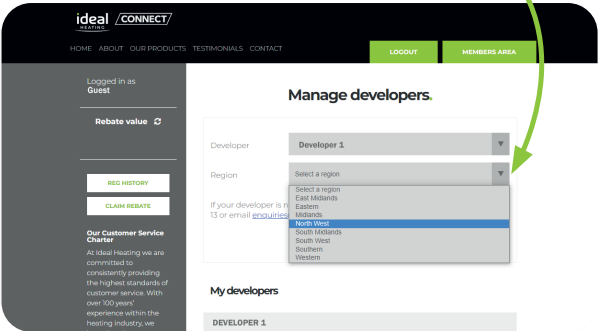 ideal
HEATING
CONNECT
HOME ABOUT OUR PRODUCTS TESTIMONIALS CONTACT
LOGOUT
MEMBERS AREA
Logged in as
Guest
Rebate value
REG HISTORY
CLAIM REBATE
Our Customer Service
Charter
At Ideal Heating we are
committed to
consistently providing
the highest standards of
customer service. With
over 100 years'
experience within the
heating industry, we
Manage developers.
Developer
Developer 1
Region
Select a region
Select a region
East Midlands
Eastern
Midlands
North West
South Midlands
South West
Southern
Western
If your developer is n
13 or email enquiries
My developers
DEVELOPER 1